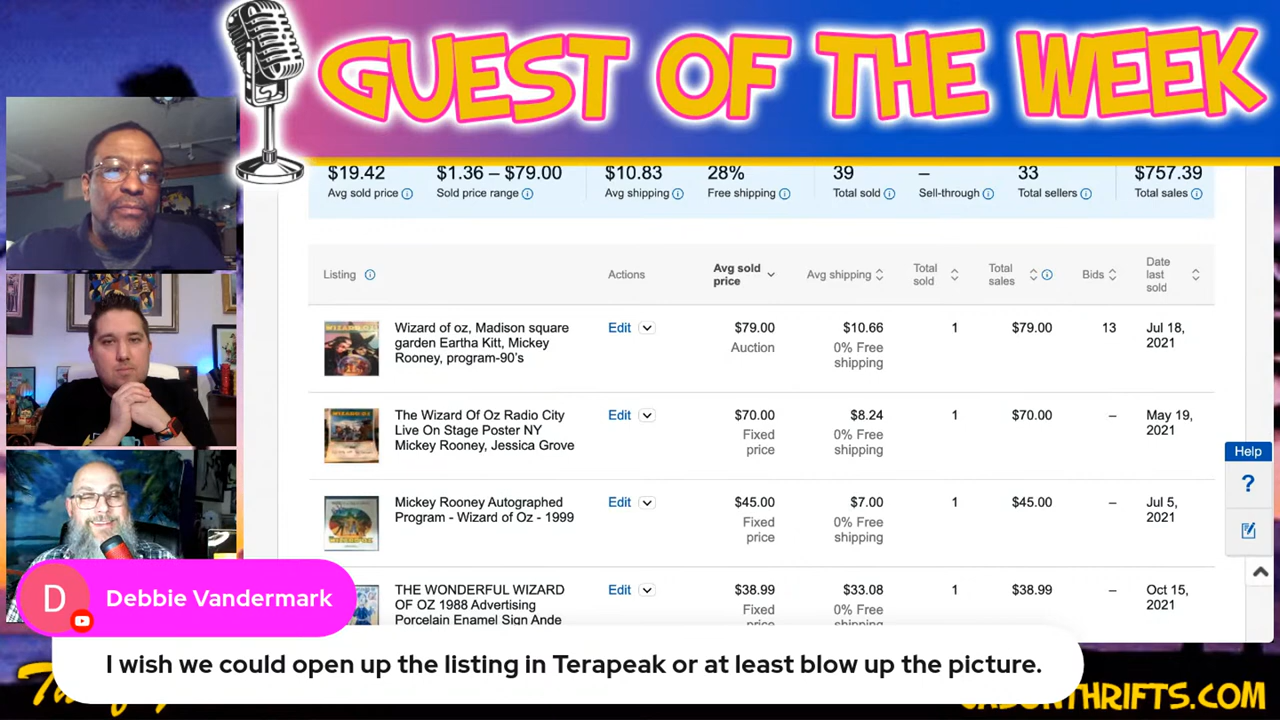 GUEST OF THE WEEK
$19.42 $1.36 – $79.00 $10.83 28% 39 – 33 $757.39
Avg sold price Sold price range Avg shipping Free shipping Total sold Sell-through Total sellers Total sales
Listing Actions Avg sold price Avg shipping Total sold Total sales Bids Date last sold
Wizard of oz, Madison square
garden Eartha Kitt, Mickey
Rooney, program-90's
Edit $79.00 $10.66 1 $79.00 13 Jul 18,
Auction 0% Free 2021
shipping
The Wizard Of Oz Radio City
Live On Stage Poster NY
Mickey Rooney, Jessica Grove
Edit $70.00 $8.24 1 $70.00 – May 19,
Fixed 0% Free 2021
price shipping
Mickey Rooney Autographed
Program - Wizard of Oz - 1999
Edit $45.00 $7.00 1 $45.00 – Jul 5,
Fixed 0% Free 2021
price shipping
THE WONDERFUL WIZARD
OF OZ 1988 Advertising
Porcelain Enamel Sign Ande
Edit $38.99 $33.08 1 $38.99 – Oct 15,
Fixed 0% Free 2021
Help
?
D Debbie Vandermark
I wish we could open up the listing in Terapeak or at least blow up the picture.